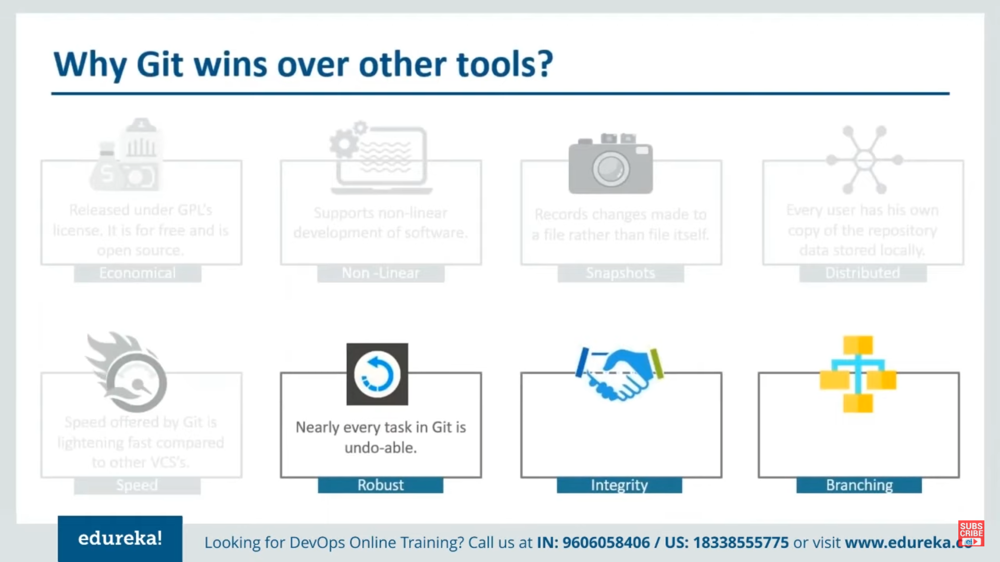 Why Git wins over other tools?
Released under GPL's
license. It is for free and is
open source.
Economical
Supports non-linear
development of software.
Non -Linear
Records changes made to
a file rather than file itself.
Snapshots
Every user has his own
copy of the repository
data stored locally.
Distributed
Speed offered by Git is
lightening fast compared
to other VCS's.
Speed
Nearly every task in Git is
undo-able.
Robust
Integrity
Branching
edureka!
Looking for DevOps Online Training? Call us at IN: 9606058406 / US: 18338555775 or visit www.edureka.co
SUBS
CRIBE
e!